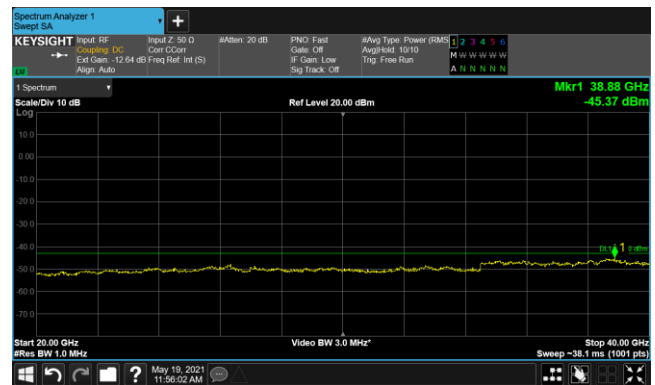 Spectrum Analyzer 1
Swept SA
+
KEYSIGHT Input: RF Input Z: 50 Ω #Atten: 20 dB PNO: Fast #Avg Type: Power (RMS 1 2 3 4 5 6
Coupling: DC Corr CCorr Gate: Off Avg|Hold: 10/10 M W W W W W
Ext Gain: -12.64 dB Freq Ref: Int (S) IF Gain: Low Trig: Free Run
Align: Auto Sig Track: Off A N N N N N
1 Spectrum Mkr1 38.88 GHz
Scale/Div 10 dB Ref Level 20.00 dBm -45.37 dBm
Log
10.0
0.00
-10.0
-20.0
-30.0
-40.0
1
-50.0
-60.0
-70.0
Start 20.00 GHz Video BW 3.0 MHz* Stop 40.00 GHz
#Res BW 1.0 MHz Sweep ~38.1 ms (1001 pts)
? May 19, 2021
11:56:02 AM